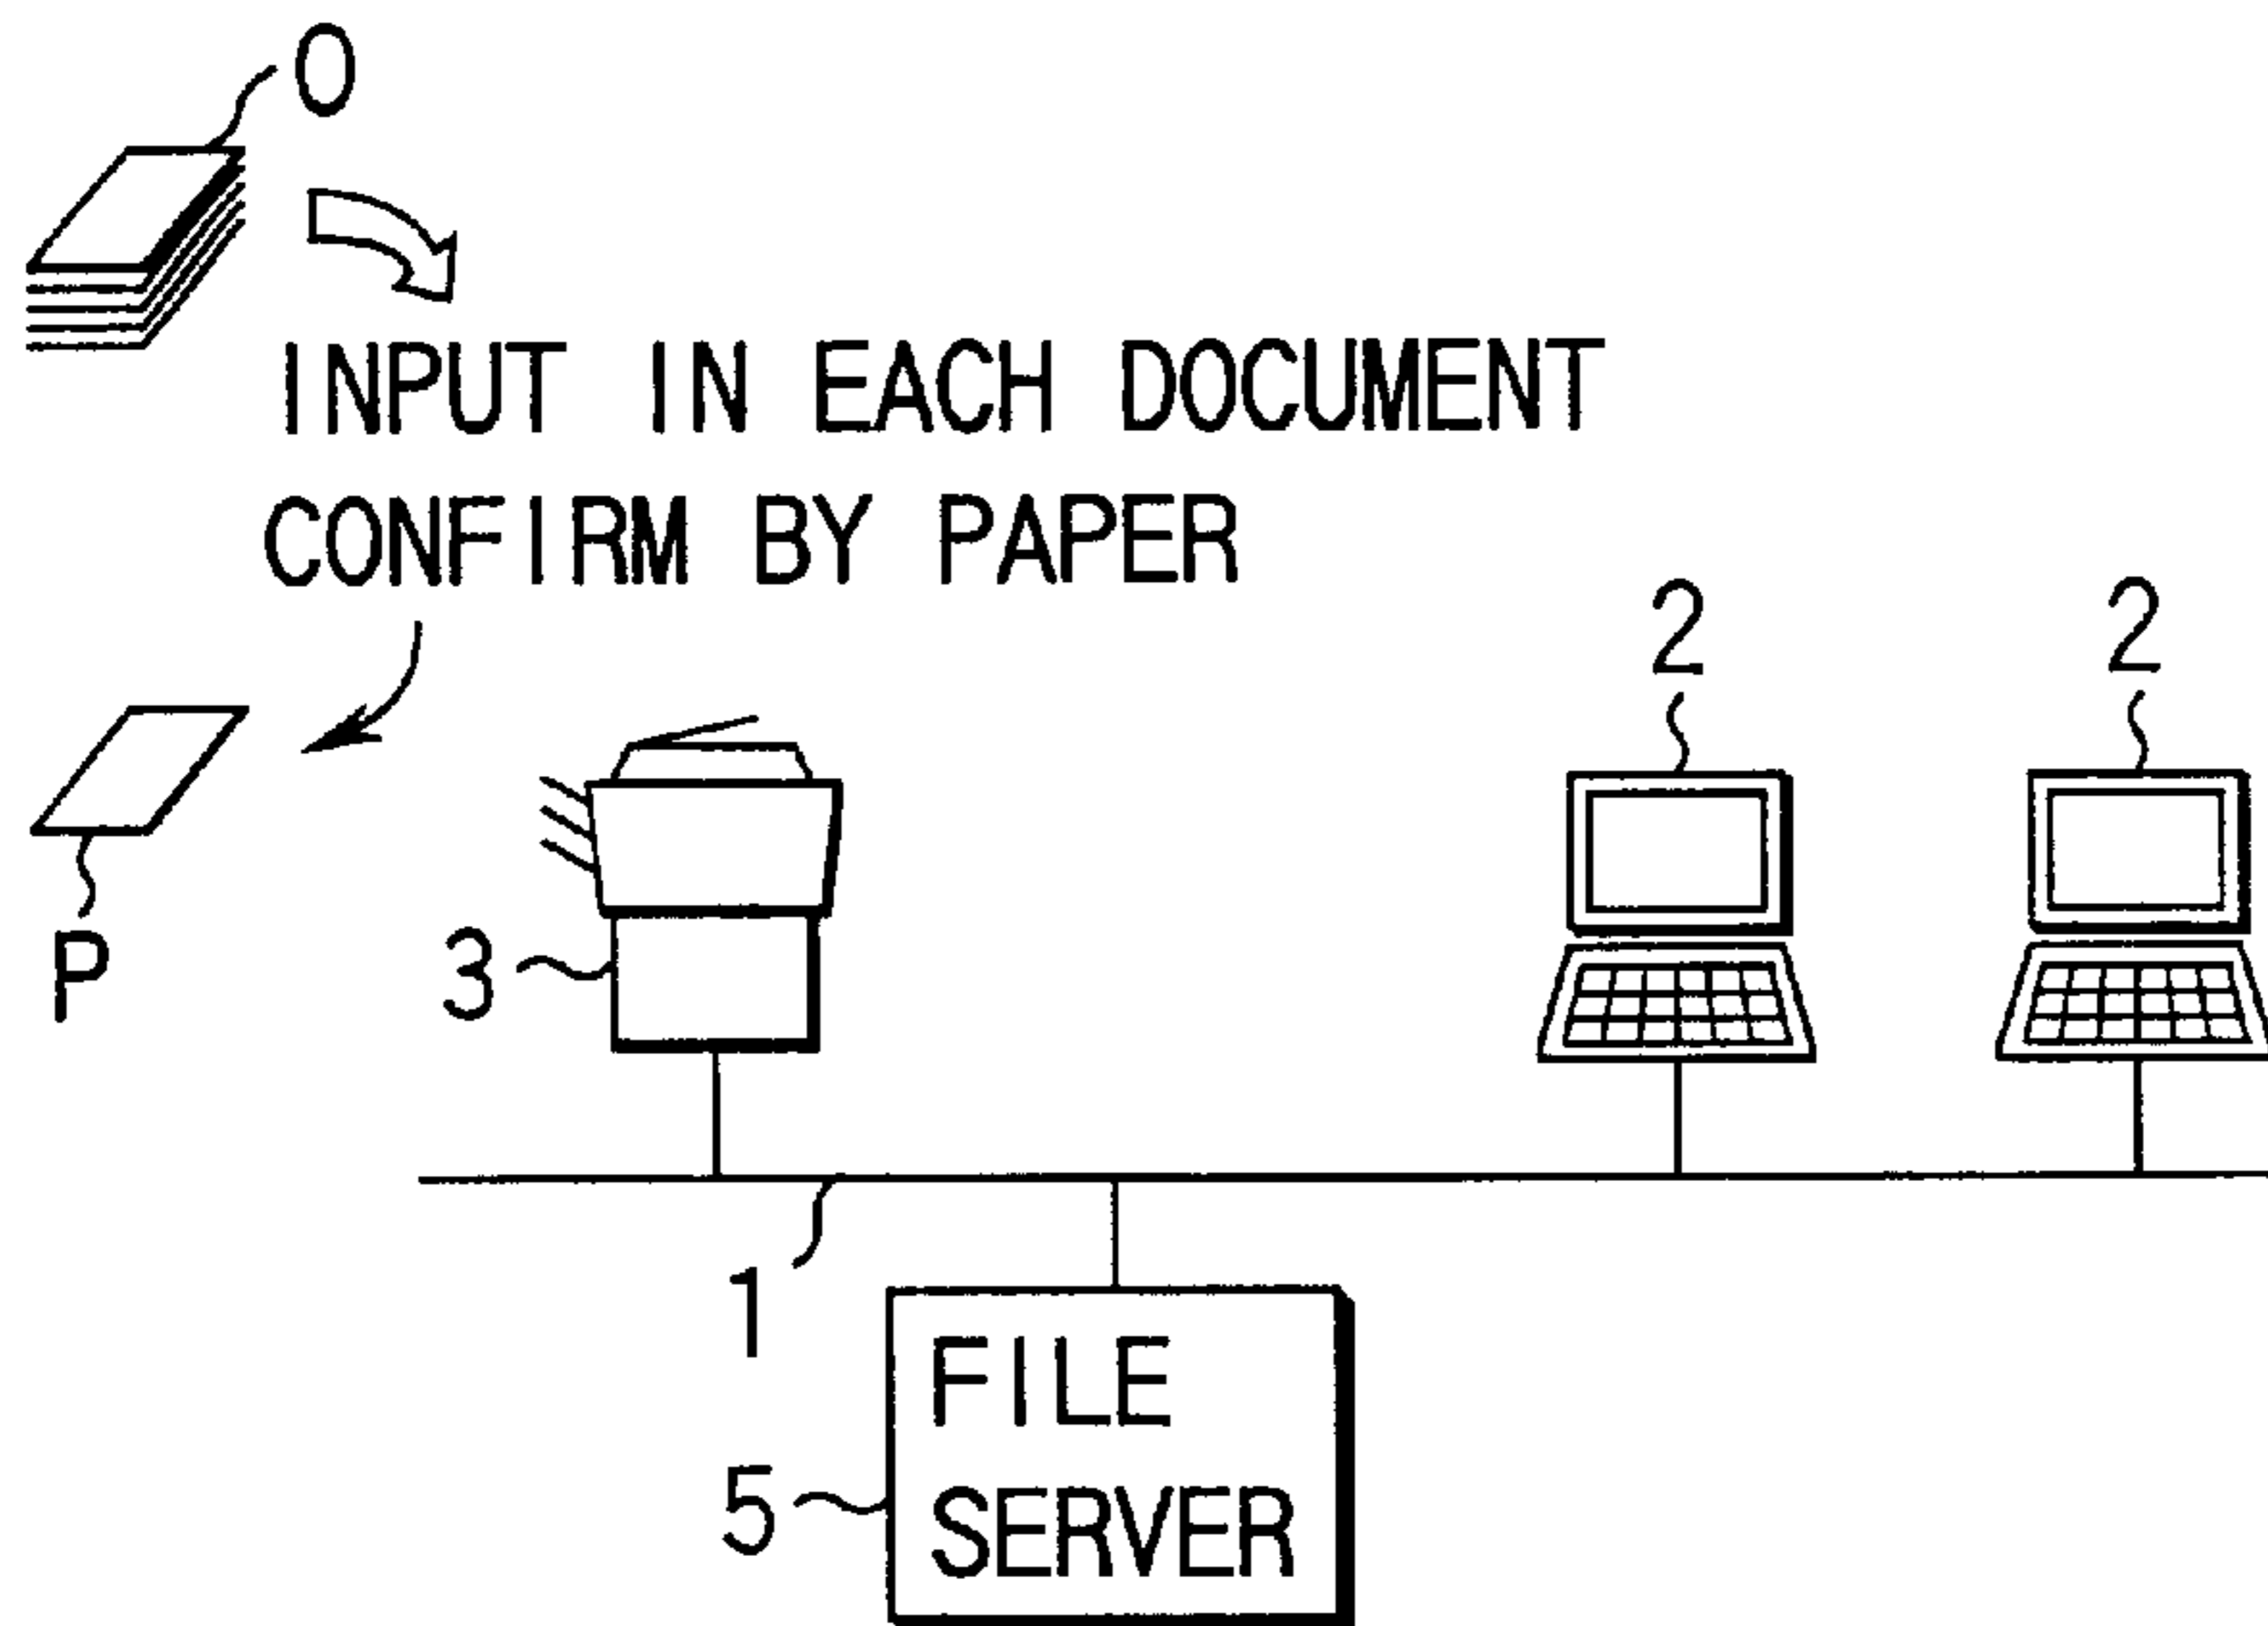 O
INPUT IN EACH DOCUMENT
CONFIRM BY PAPER
2 2
P
3
1
FILE
5
SERVER